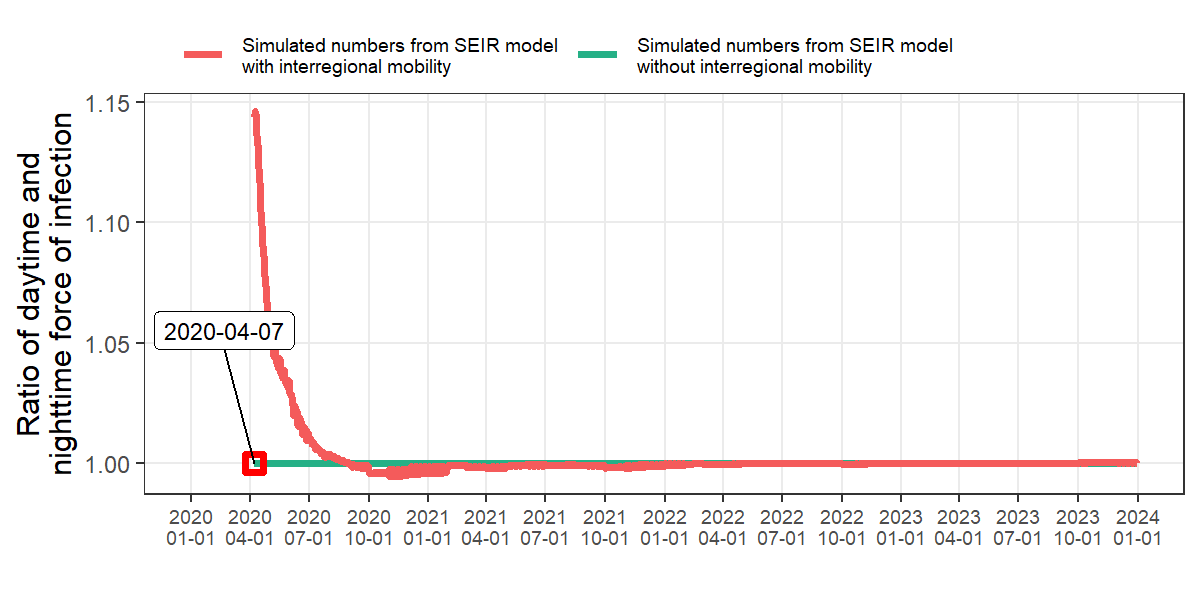 Simulated numbers from SEIR model
with interregional mobility
Simulated numbers from SEIR model
without interregional mobility
Ratio of daytime and
nighttime force of infection
1.15
1.10
1.05
1.00
2020-04-07
2020 2020 2020 2020 2021 2021 2021 2021 2022 2022 2022 2022 2023 2023 2023 2023 2024
01-01 04-01 07-01 10-01 01-01 04-01 07-01 10-01 01-01 04-01 07-01 10-01 01-01 04-01 07-01 10-01 01-01